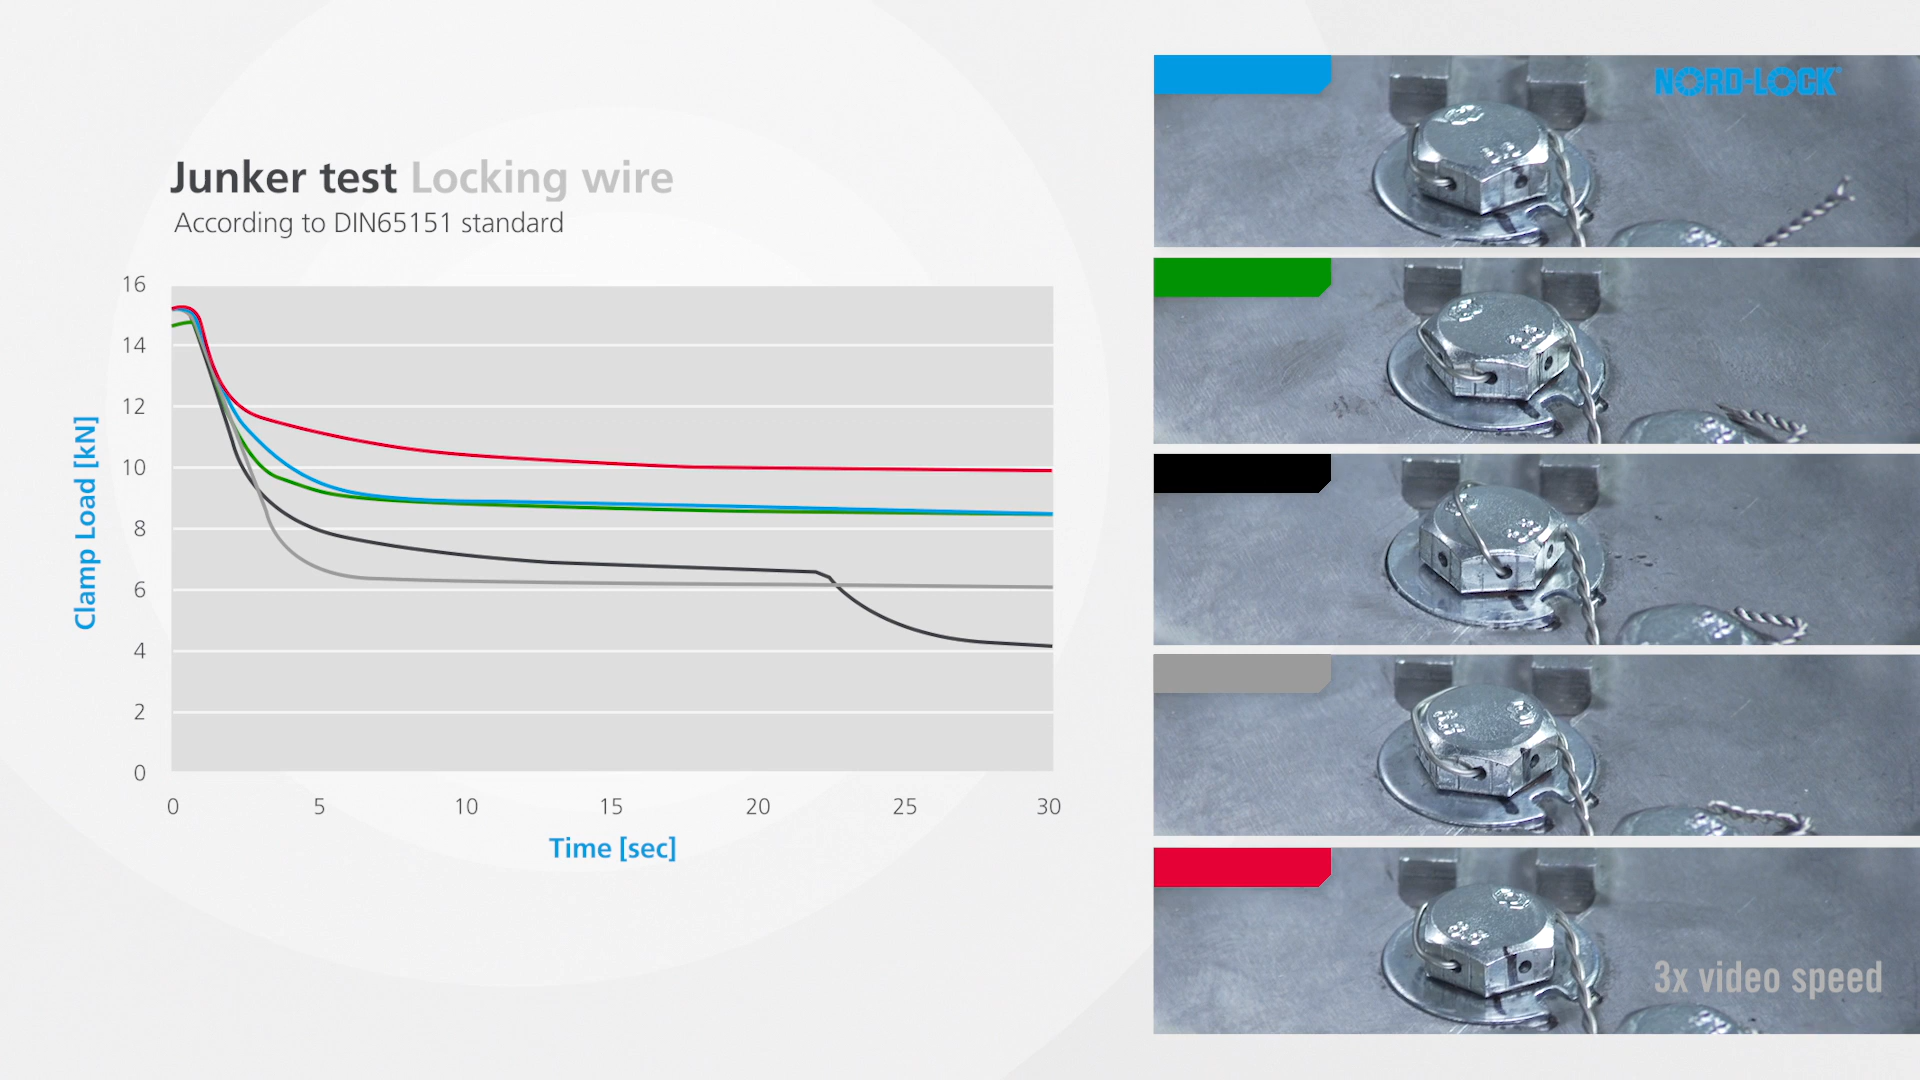 Junker test Locking wire
According to DIN65151 standard
16
14
12
10
8
6
4
2
0
Clamp Load [kN]
0 5 10 15 20 25 30
Time [sec]
NORD-LOCK®
3x video speed